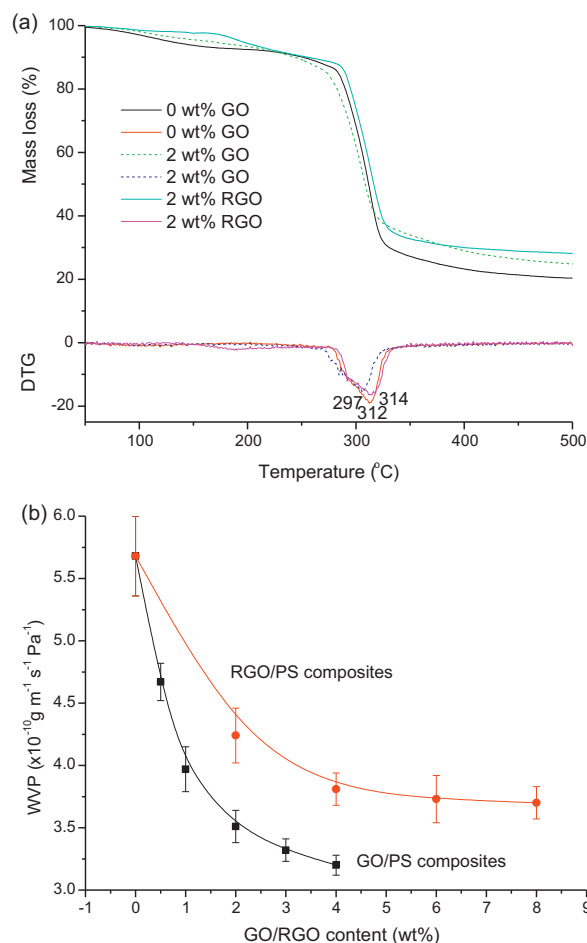 (a)
100
80
60
40
20
0
-20
Mass loss (%)
DTG
0 wt% GO
0 wt% GO
2 wt% GO
2 wt% GO
2 wt% RGO
2 wt% RGO
297
314
312
100
200
300
400
500
Temperature (°C)
(b)
6.0
5.5
5.0
4.5
4.0
3.5
3.0
WVP (x10⁻¹⁰g m⁻¹ s⁻¹ Pa⁻¹)
RGO/PS composites
GO/PS composites
-1
0
1
2
3
4
5
6
7
8
9
GO/RGO content (wt%)